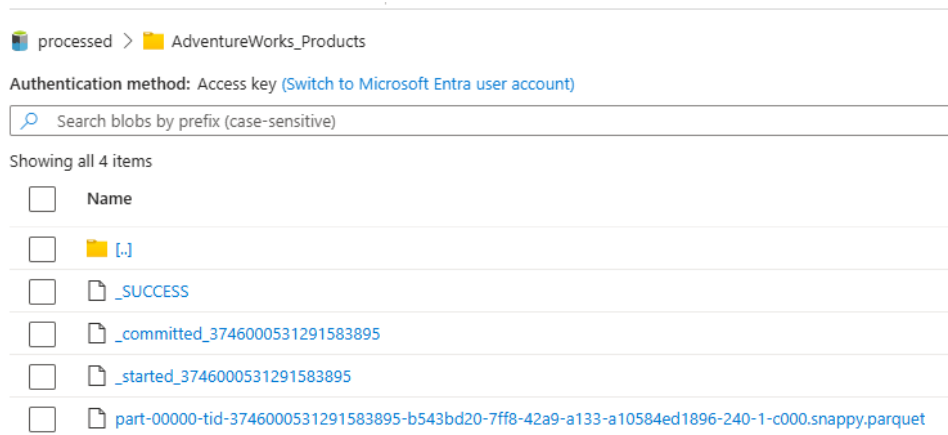 processed > AdventureWorks_Products
Authentication method: Access key (Switch to Microsoft Entra user account)
Search blobs by prefix (case-sensitive)
Showing all 4 items
Name
[..]
_SUCCESS
_committed_3746000531291583895
_started_3746000531291583895
part-00000-tid-3746000531291583895-b543bd20-7ff8-42a9-a133-a10584ed1896-240-1-c000.snappy.parquet